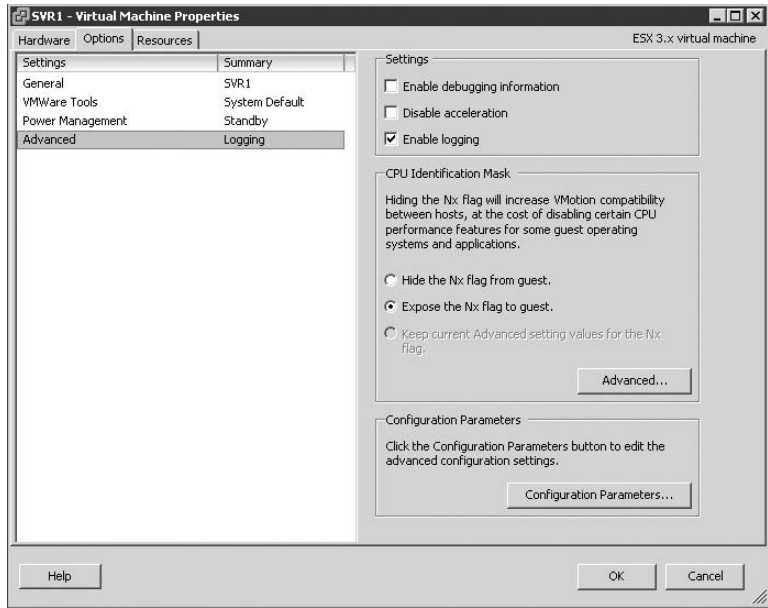 SVR1 - Virtual Machine Properties
Hardware Options Resources
ESX 3.x virtual machine
Settings Summary
General SVR1
VMWare Tools System Default
Power Management Standby
Advanced Logging
Settings
Enable debugging information
Disable acceleration
Enable logging
CPU Identification Mask
Hiding the Nx flag will increase VMotion compatibility
between hosts, at the cost of disabling certain CPU
performance features for some guest operating
systems and applications.
Hide the Nx flag from guest.
Expose the Nx flag to guest.
Keep current Advanced setting values for the Nx
flag.
Advanced...
Configuration Parameters
Click the Configuration Parameters button to edit the
advanced configuration settings.
Configuration Parameters...
Help
OK
Cancel